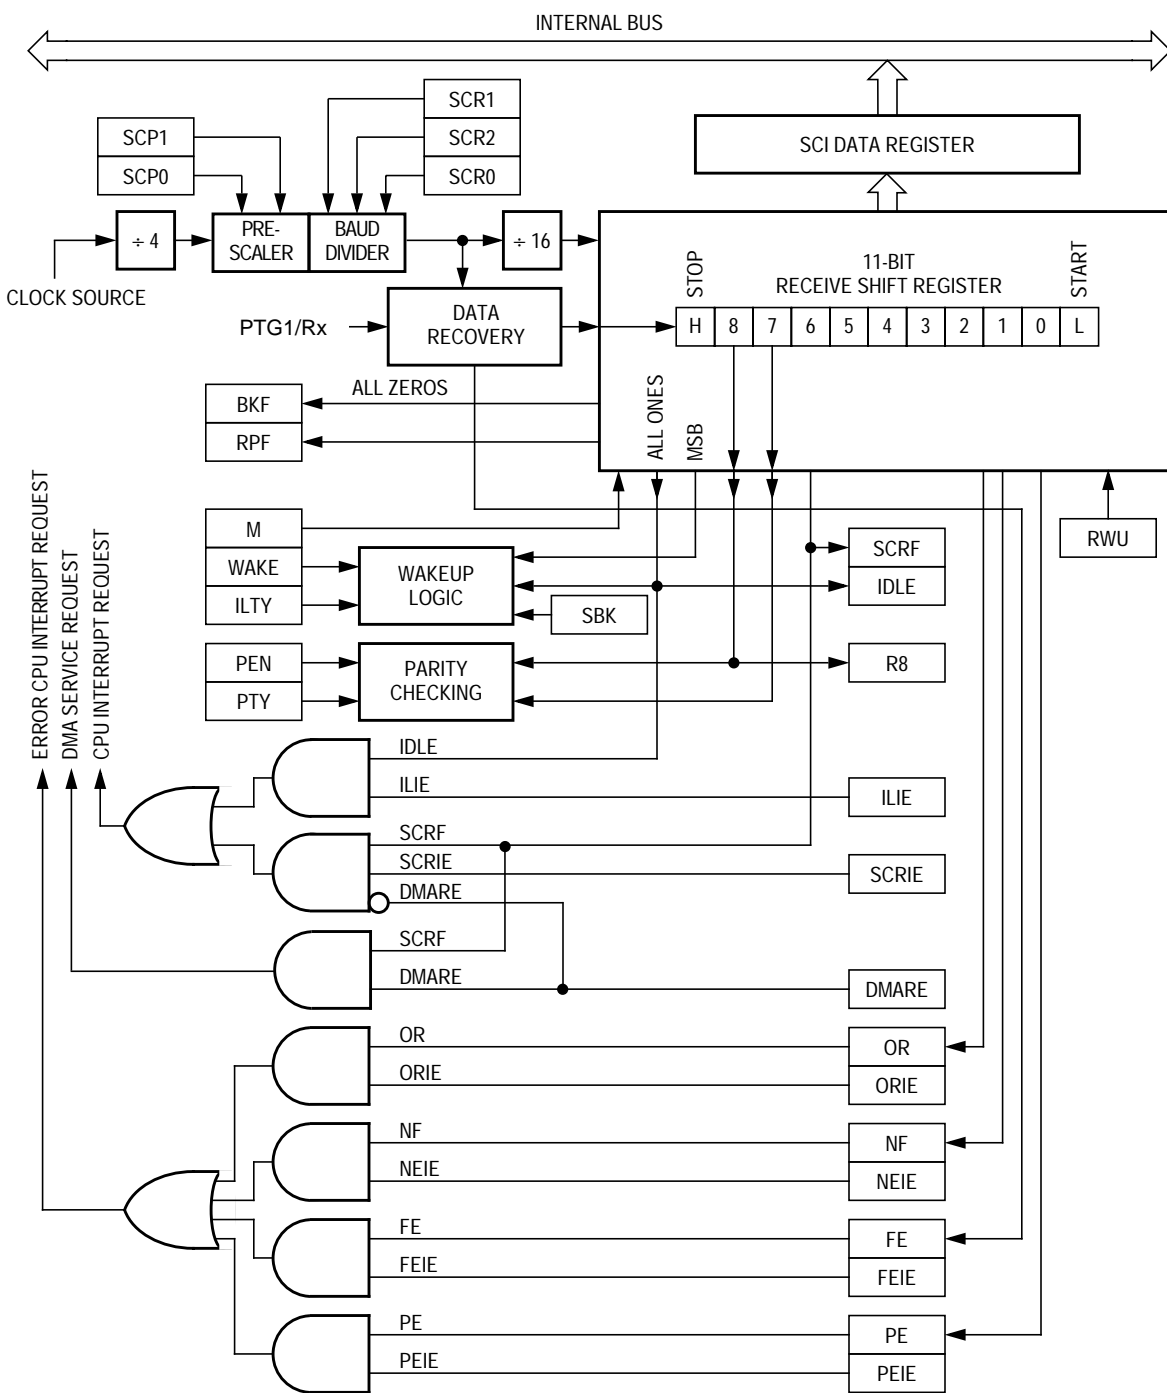 INTERNAL BUS
SCR1
SCP1
SCR2
SCI DATA REGISTER
SCP0
SCR0
÷ 4
PRE-
SCALER
BAUD
DIVIDER
÷ 16
CLOCK SOURCE
STOP
11-BIT
RECEIVE SHIFT REGISTER
START
PTG1/Rx
DATA
RECOVERY
H 8 7 6 5 4 3 2 1 0 L
ALL ZEROS
BKF
RPF
ALL ONES
MSB
M
WAKE
ILTY
WAKEUP
LOGIC
SBK
SCRF
IDLE
RWU
PEN
PTY
PARITY
CHECKING
R8
ERROR CPU INTERRUPT REQUEST
DMA SERVICE REQUEST
CPU INTERRUPT REQUEST
IDLE
ILIE
ILIE
SCRF
SCRIE
SCRIE
DMARE
SCRF
DMARE
DMARE
OR
OR
ORIE
ORIE
NF
NF
NEIE
NEIE
FE
FE
FEIE
FEIE
PE
PE
PEIE
PEIE